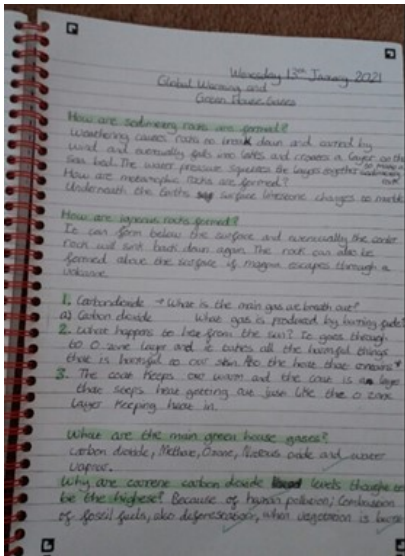 Wednesday 13th January 2021
Global Warming and
Green House Gases
How are sedimetry rocks are formed?
Weathering causes rocks to break down and carried by
wind and eventually falls into lakes and creates a layer on the
sea bed. The water pressure squeezes the layers together to make a sedimentry rock
How are metamorphic rocks are formed?
Underneath the Earths surface limestone changes to marble
How are igneous rocks formed?
It can form below the surface and eventually the cooler
rock will sink back down again. The rock can also be
formed above the surface if magma escapes through a
volcano.
1. Carbondioxide → What is the main gas we breath out?
a) Carbon dioxide What gas is produced by burning fuels?
2. What happens to heat from the sun? It goes through
to O-zone layer and it takes all the harmful things
that is harmful to our skin the heat that remains
3. The coat keeps one warm and the coat is a layer
that stops heat getting out just like the o zone
layer keeping heat in.
What are the main green house gases?
carbon dioxide, Methane, Ozone, Nitrous oxide and water
vapour.
Why are current carbon dioxide levels thought to
be the highest? Because of human pollution; Combustion
of fossil fuels, also deforestation, when vegetation is burnt